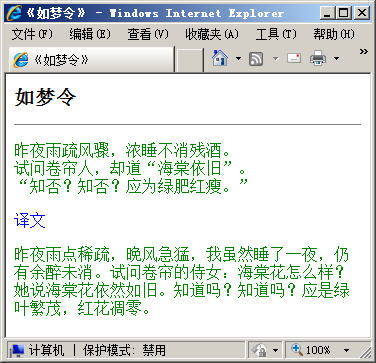 《如梦令》 - Windows Internet Explorer
文件(F) 编辑(E) 查看(V) 收藏夹(A) 工具(T) 帮助(H)
《如梦令》
如梦令
昨夜雨疏风骤，浓睡不消残酒。
试问卷帘人，却道“海棠依旧”。
“知否？知否？应为绿肥红瘦。”
译文
昨夜雨点稀疏，晚风急猛，我虽然睡了一夜，仍
有余醉未消。试问卷帘的侍女：海棠花怎么样？
她说海棠花依然如旧。知道吗？知道吗？应是绿
叶繁茂，红花凋零。
计算机 | 保护模式: 禁用
100%